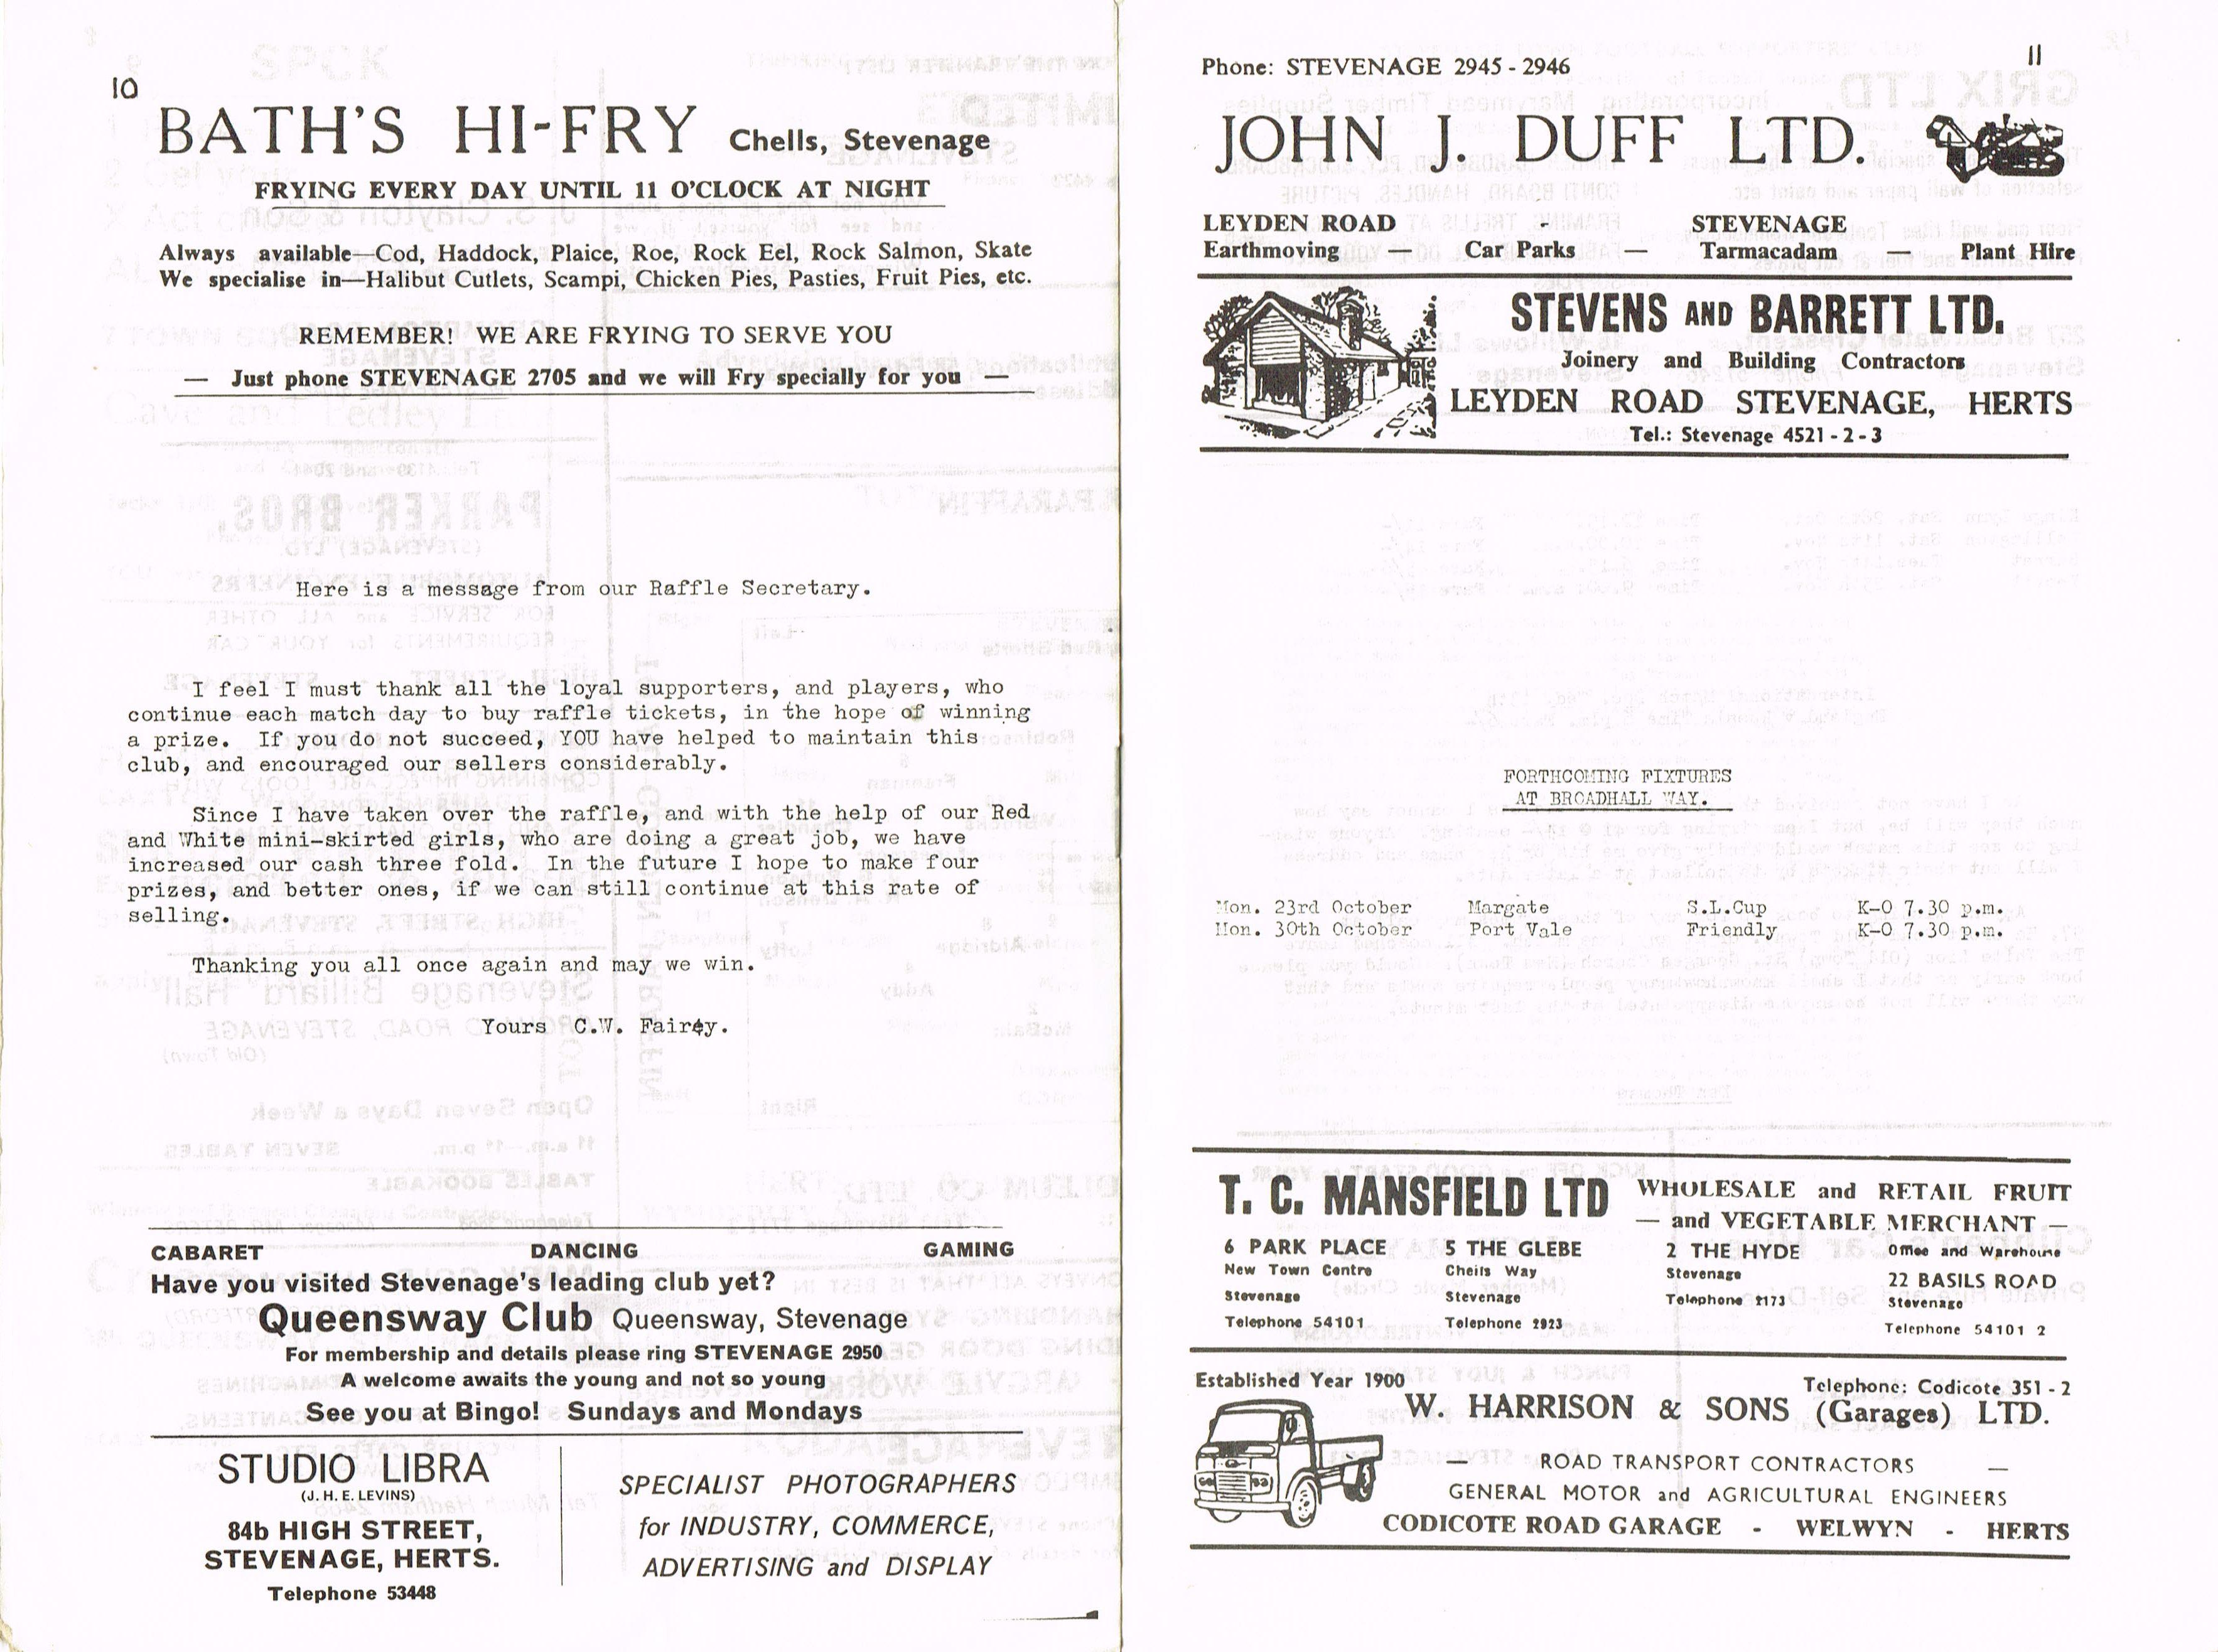 10
BATH'S HI-FRY Chells, Stevenage
FRYING EVERY DAY UNTIL 11 O'CLOCK AT NIGHT
Always available—Cod, Haddock, Plaice, Roe, Rock Eel, Rock Salmon, Skate
We specialise in—Halibut Cutlets, Scampi, Chicken Pies, Pasties, Fruit Pies, etc.
REMEMBER! WE ARE FRYING TO SERVE YOU
— Just phone STEVENAGE 2705 and we will Fry specially for you —
Here is a message from our Raffle Secretary.
I feel I must thank all the loyal supporters, and players, who
continue each match day to buy raffle tickets, in the hope of winning
a prize. If you do not succeed, YOU have helped to maintain this
club, and encouraged our sellers considerably.
Since I have taken over the raffle, and with the help of our Red
and White mini-skirted girls, who are doing a great job, we have
increased our cash three fold. In the future I hope to make four
prizes, and better ones, if we can still continue at this rate of
selling.
Thanking you all once again and may we win.
Yours C.W.
CABARET DANCING GAMING
Have you visited Stevenage's leading club yet?
Queensway Club Queensway, Stevenage
For membership and details please ring STEVENAGE 2950
A welcome awaits the young and not so young
See you at Bingo! Sundays and Mondays
STUDIO LIBRA
(J. H. E. LEVINS)
84b HIGH STREET,
STEVENAGE, HERTS.
Telephone 53448
SPECIALIST PHOTOGRAPHERS
for INDUSTRY, COMMERCE,
ADVERTISING and DISPLAY
11
Phone: STEVENAGE 2945 - 2946
JOHN J. DUFF LTD.
LEYDEN ROAD - STEVENAGE
Earthmoving — Car Parks — Tarmacadam — Plant Hire
STEVENS AND BARRETT LTD.
Joinery and Building Contractors
LEYDEN ROAD STEVENAGE, HERTS
Tel.: Stevenage 4521 - 2 - 3
FORTHCOMING FIXTURES
AT BROADHALL WAY.
Mon. 23rd October Margate S.L.Cup K-O 7.30 p.m.
Mon. 30th October Port Vale Friendly K-O 7.30 p.m.
T. C. MANSFIELD LTD
WHOLESALE and RETAIL FRUIT
— and VEGETABLE MERCHANT —
6 PARK PLACE
New Town Centre
Stevenage
Telephone 54101
5 THE GLEBE
Chells Way
Stevenage
Telephone 2923
2 THE HYDE
Stevenage
Telephone 2173
Office and Warehouse
22 BASILS ROAD
Stevenage
Telephone 54101 2
Established Year 1900
Telephone: Codicote 351 - 2
W. HARRISON & SONS (Garages) LTD.
— ROAD TRANSPORT CONTRACTORS —
GENERAL MOTOR and AGRICULTURAL ENGINEERS
CODICOTE ROAD GARAGE - WELWYN - HERTS